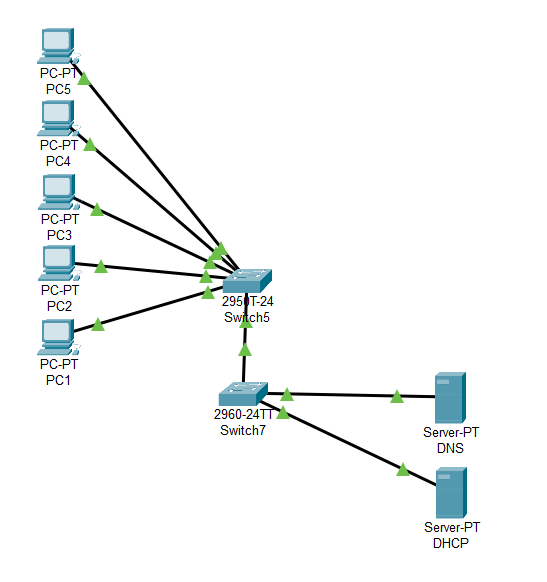 PC-PT
PC5
PC-PT
PC4
PC-PT
PC3
PC-PT
PC2
PC-PT
PC1
2950T-24
Switch5
2960-24TT
Switch7
Server-PT
DNS
Server-PT
DHCP